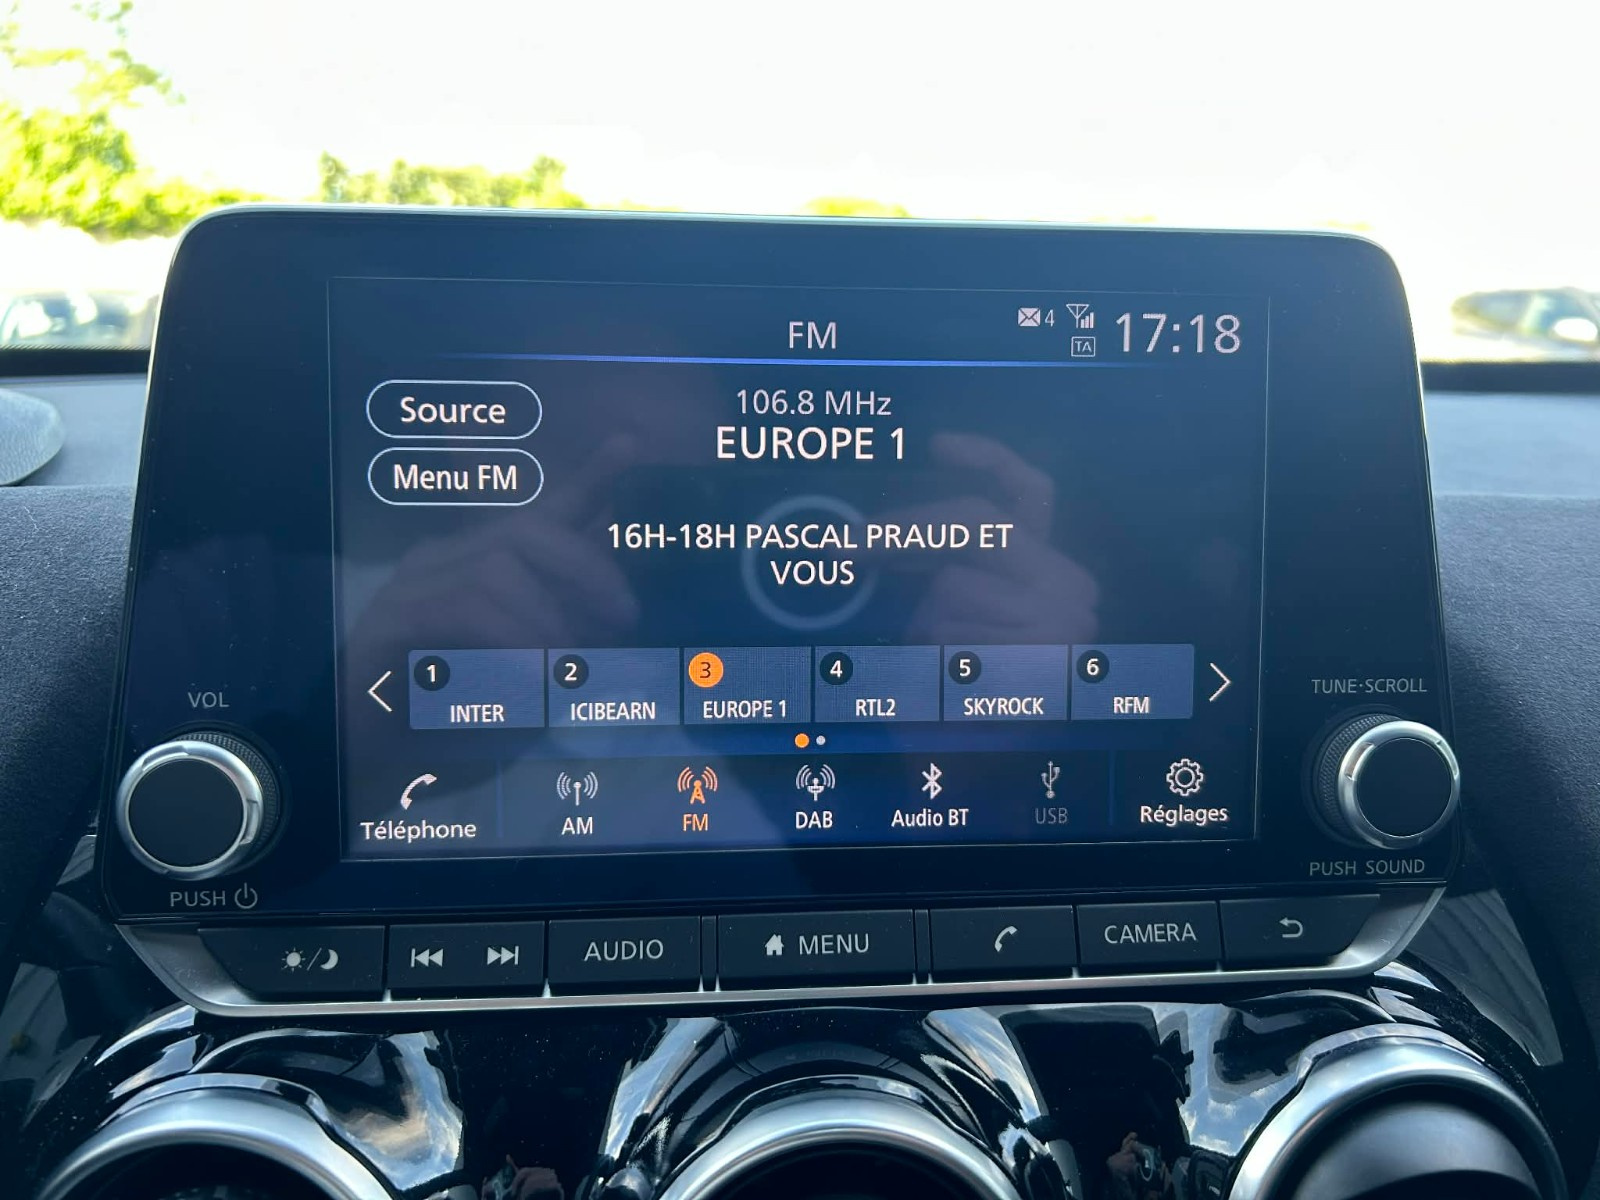 FM
4
TA
17:18
Source
Menu FM
106.8 MHz
EUROPE 1
16H-18H PASCAL PRAUD ET
VOUS
1 INTER
2 ICIBEARN
3 EUROPE 1
4 RTL2
5 SKYROCK
6 RFM
Téléphone
AM
FM
DAB
Audio BT
USB
Réglages
VOL
PUSH
TUNE·SCROLL
PUSH SOUND
AUDIO
MENU
CAMERA